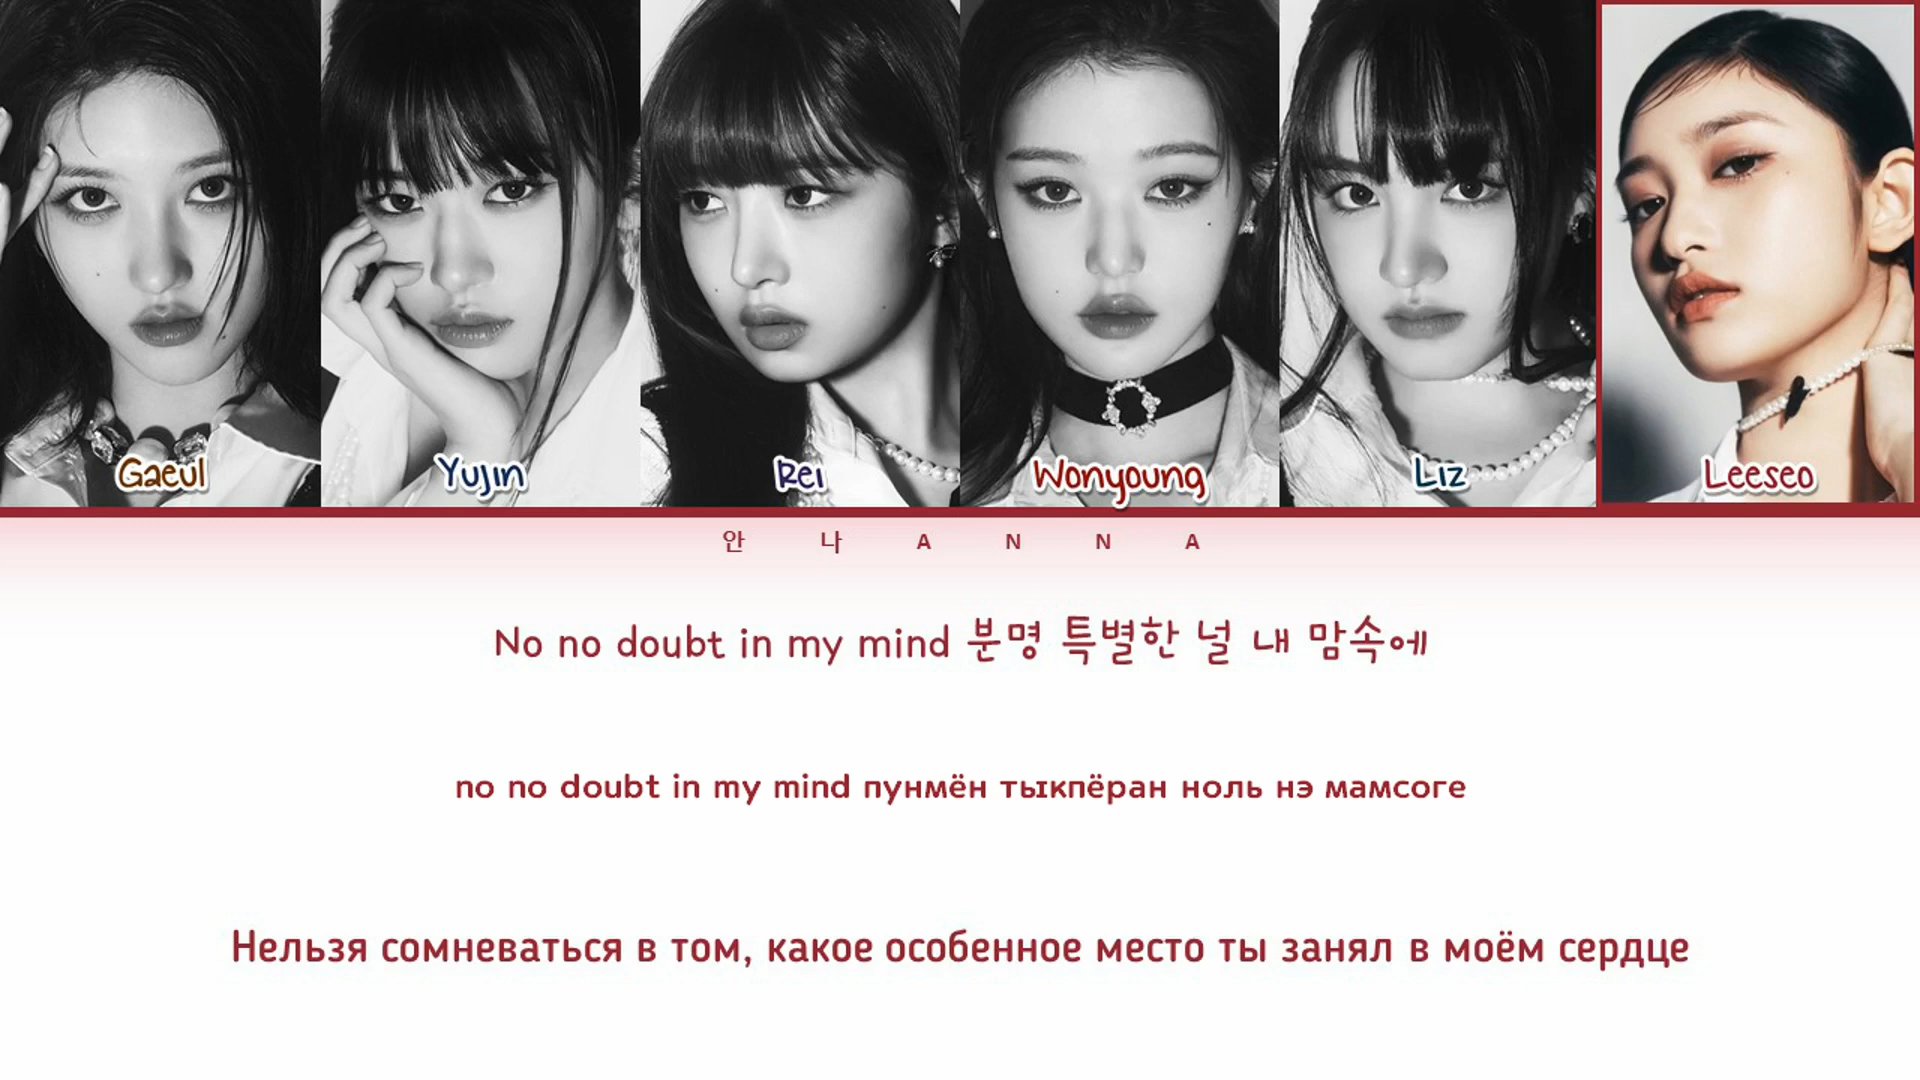 Gaeul Yujin Rei Wonyoung Liz Leeseo
안 나 A N N A
No no doubt in my mind 분명 특별한 널 내 맘속에
no no doubt in my mind пунмён тыкпёран ноль нэ мамсоге
Нельзя сомневаться в том, какое особенное место ты занял в моём сердце